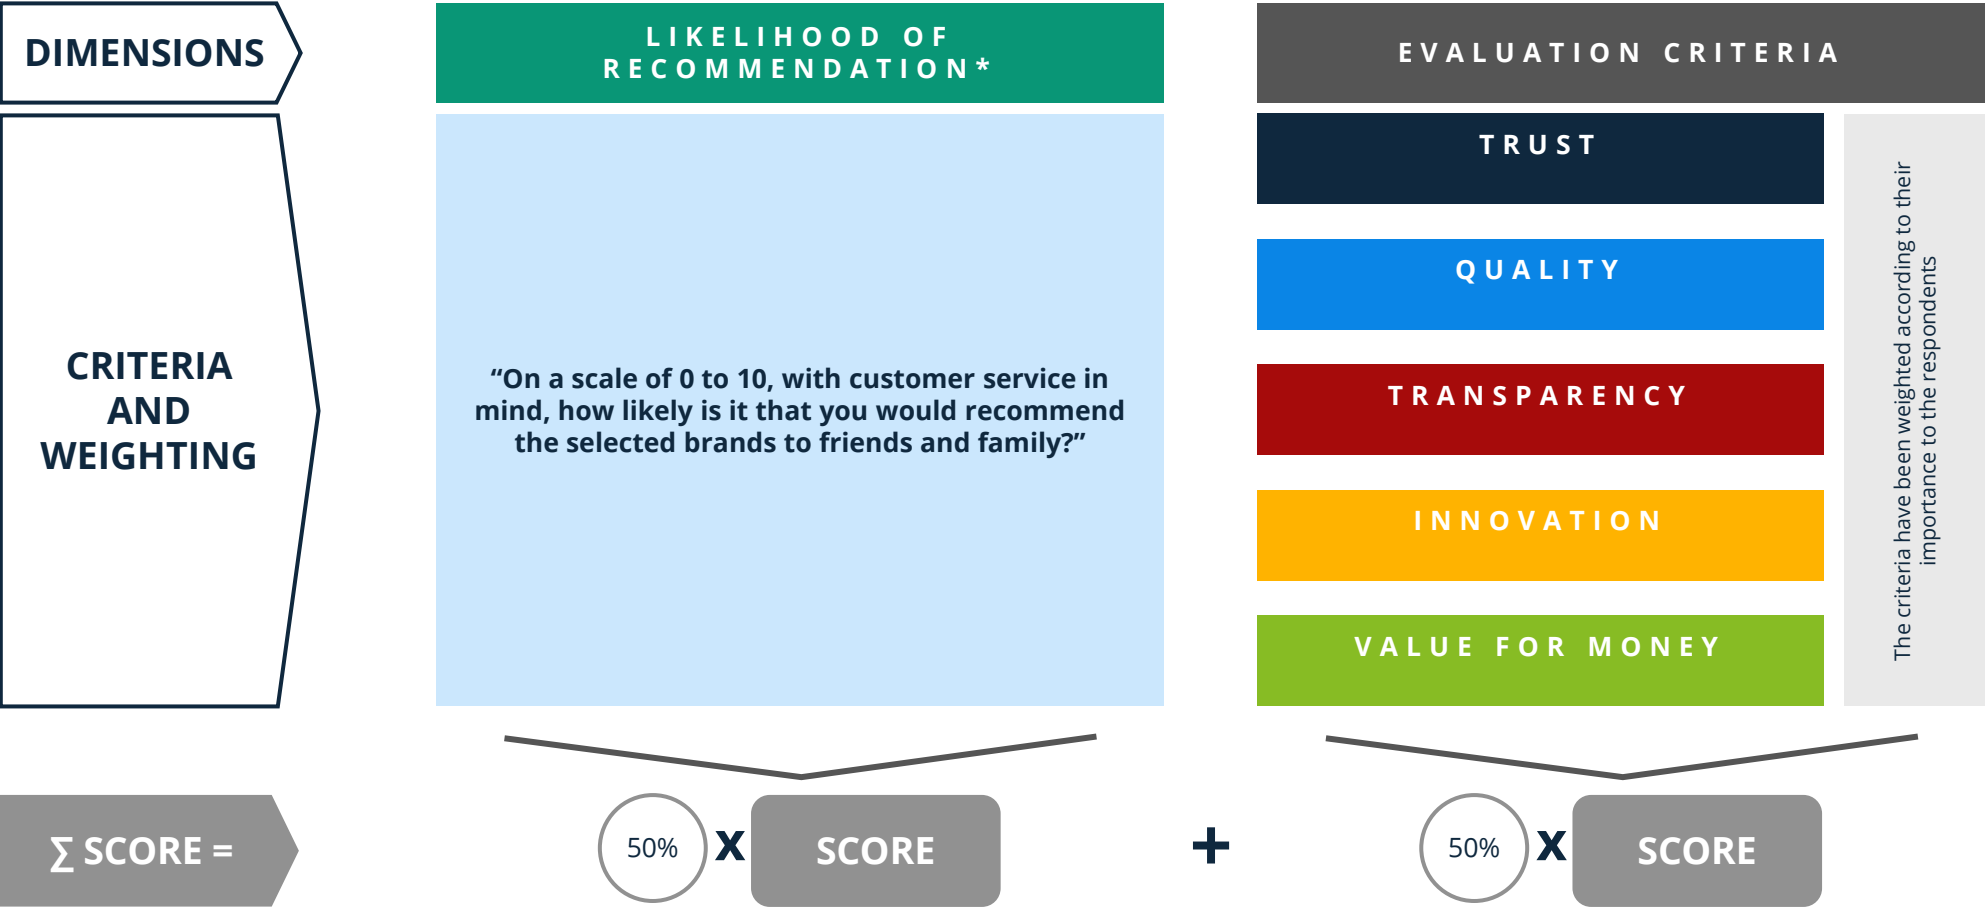 DIMENSIONS
LIKELIHOOD OF
RECOMMENDATION*
EVALUATION CRITERIA
CRITERIA
AND
WEIGHTING
“On a scale of 0 to 10, with customer service in
mind, how likely is it that you would recommend
the selected brands to friends and family?”
TRUST
QUALITY
TRANSPARENCY
INNOVATION
VALUE FOR MONEY
The criteria have been weighted according to their
importance to the respondents
∑ SCORE =
50%
x
SCORE
+
50%
x
SCORE